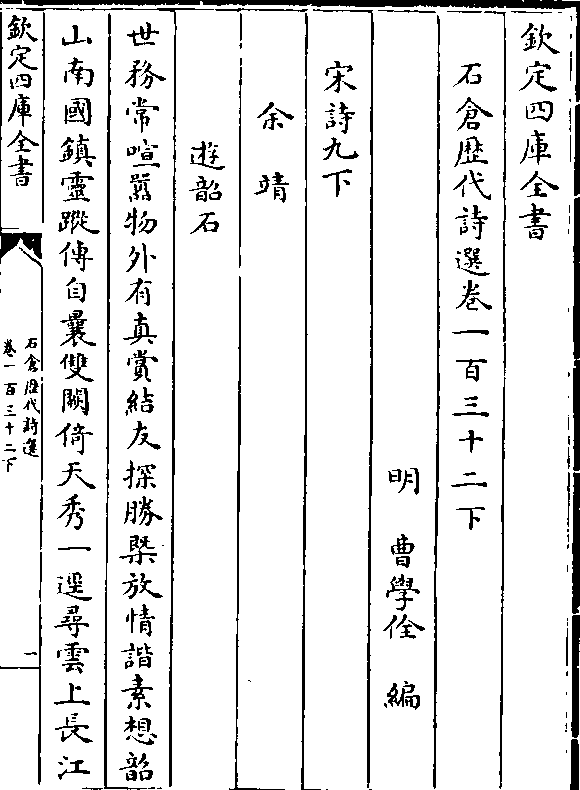 欽定四庫全書
石倉歴代詩選卷一百三十二下
明 曹學佺 編
宋詩九下
余靖
遊韶石
世務常喧囂物外有真賞結友探勝槩放情諧素想韶
山南國鎮靈蹤傳自曩雙闕倚天秀一逕尋雲上長江
欽定四庫全書
石倉歴代詩選
卷一百三十二下
一